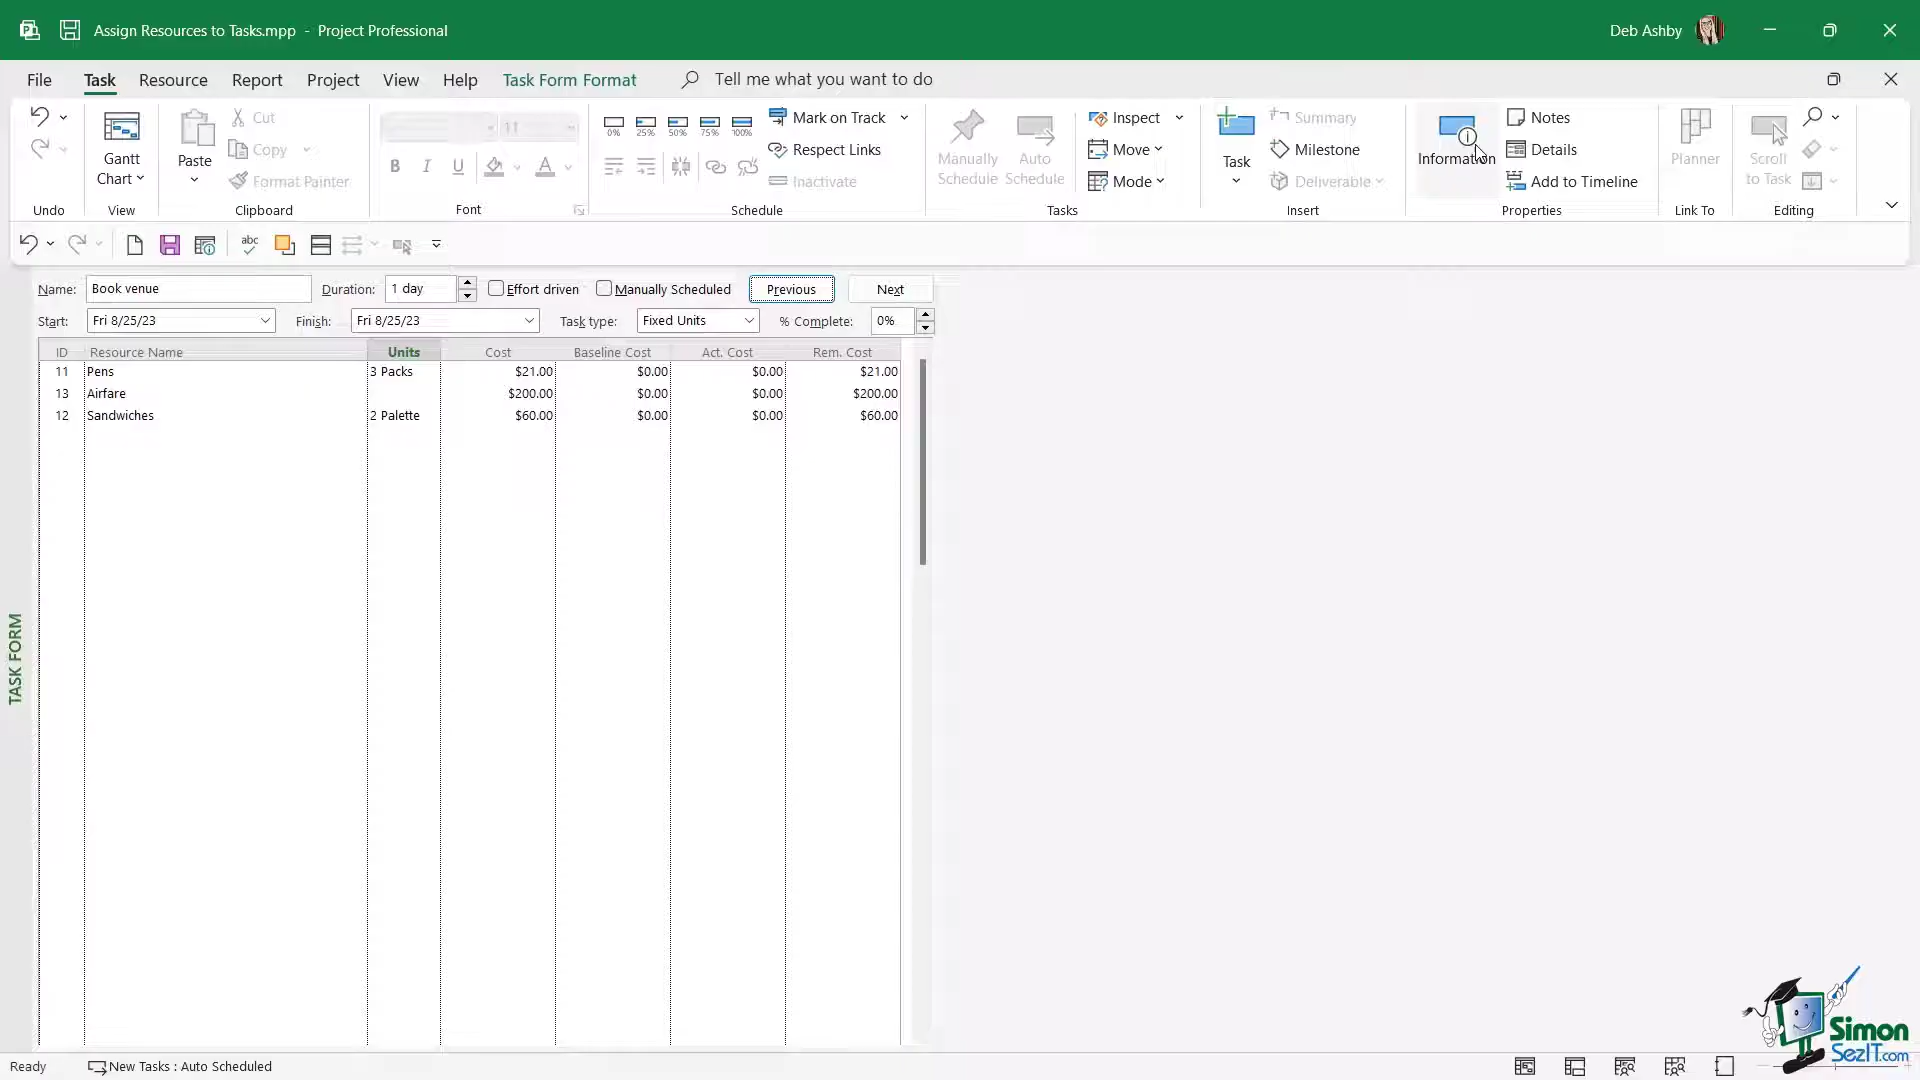 Assign Resources to Tasks.mpp - Project Professional
Deb Ashby
File Task Resource Report Project View Help Task Form Format Tell me what you want to do
Cut
11
0% 25% 50% 75% 100%
Mark on Track
Inspect
Summary
Notes
Gantt Chart
Paste
Copy
B I U A
Respect Links
Manually Schedule
Auto Schedule
Move
Task
Milestone
Information
Details
Planner
Scroll to Task
Format Painter
Inactivate
Mode
Deliverable
Add to Timeline
Undo View Clipboard Font Schedule Tasks Insert Properties Link To Editing
abc
Name: Book venue Duration: 1 day Effort driven Manually Scheduled Previous Next
Start: Fri 8/25/23 Finish: Fri 8/25/23 Task type: Fixed Units % Complete: 0%
ID Resource Name Units Cost Baseline Cost Act. Cost Rem. Cost
11 Pens 3 Packs $21.00 $0.00 $0.00 $21.00
13 Airfare $200.00 $0.00 $0.00 $200.00
12 Sandwiches 2 Palette $60.00 $0.00 $0.00 $60.00
TASK FORM
Simon
SezIT.com
Ready New Tasks : Auto Scheduled